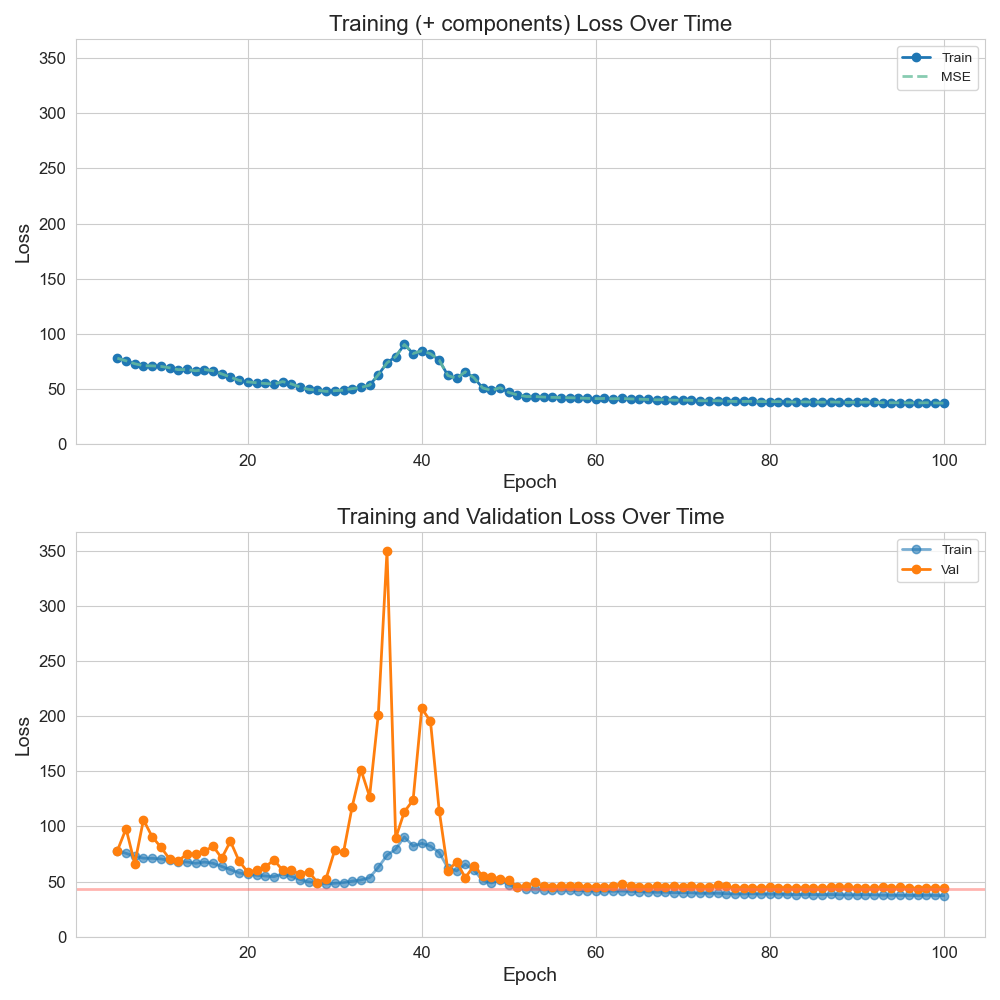 Training (+ components) Loss Over Time
350
300
250
200
150
100
50
0
Loss
Train
MSE
20 40 60 80 100
Epoch
Training and Validation Loss Over Time
350
300
250
200
150
100
50
0
Loss
Train
Val
20 40 60 80 100
Epoch